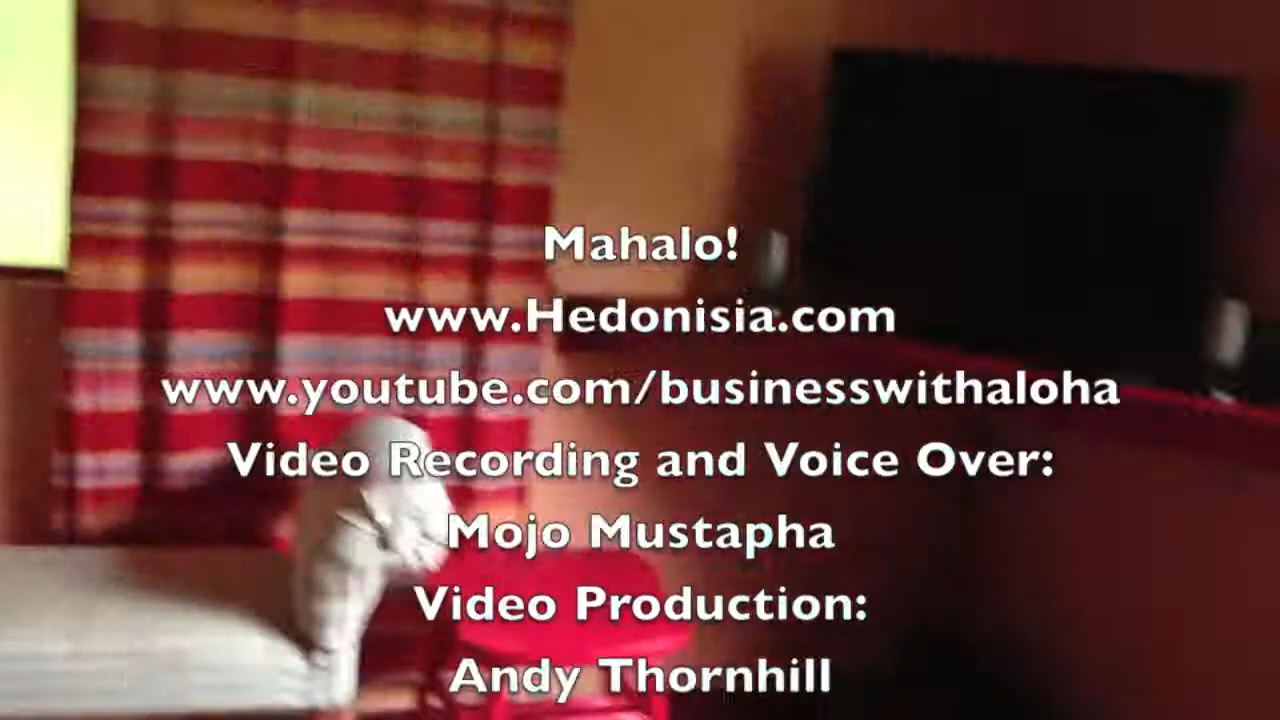 Mahalo!
www.Hedonisia.com
www.youtube.com/businesswithaloha
Video Recording and Voice Over:
Mojo Mustapha
Video Production:
Andy Thornhill